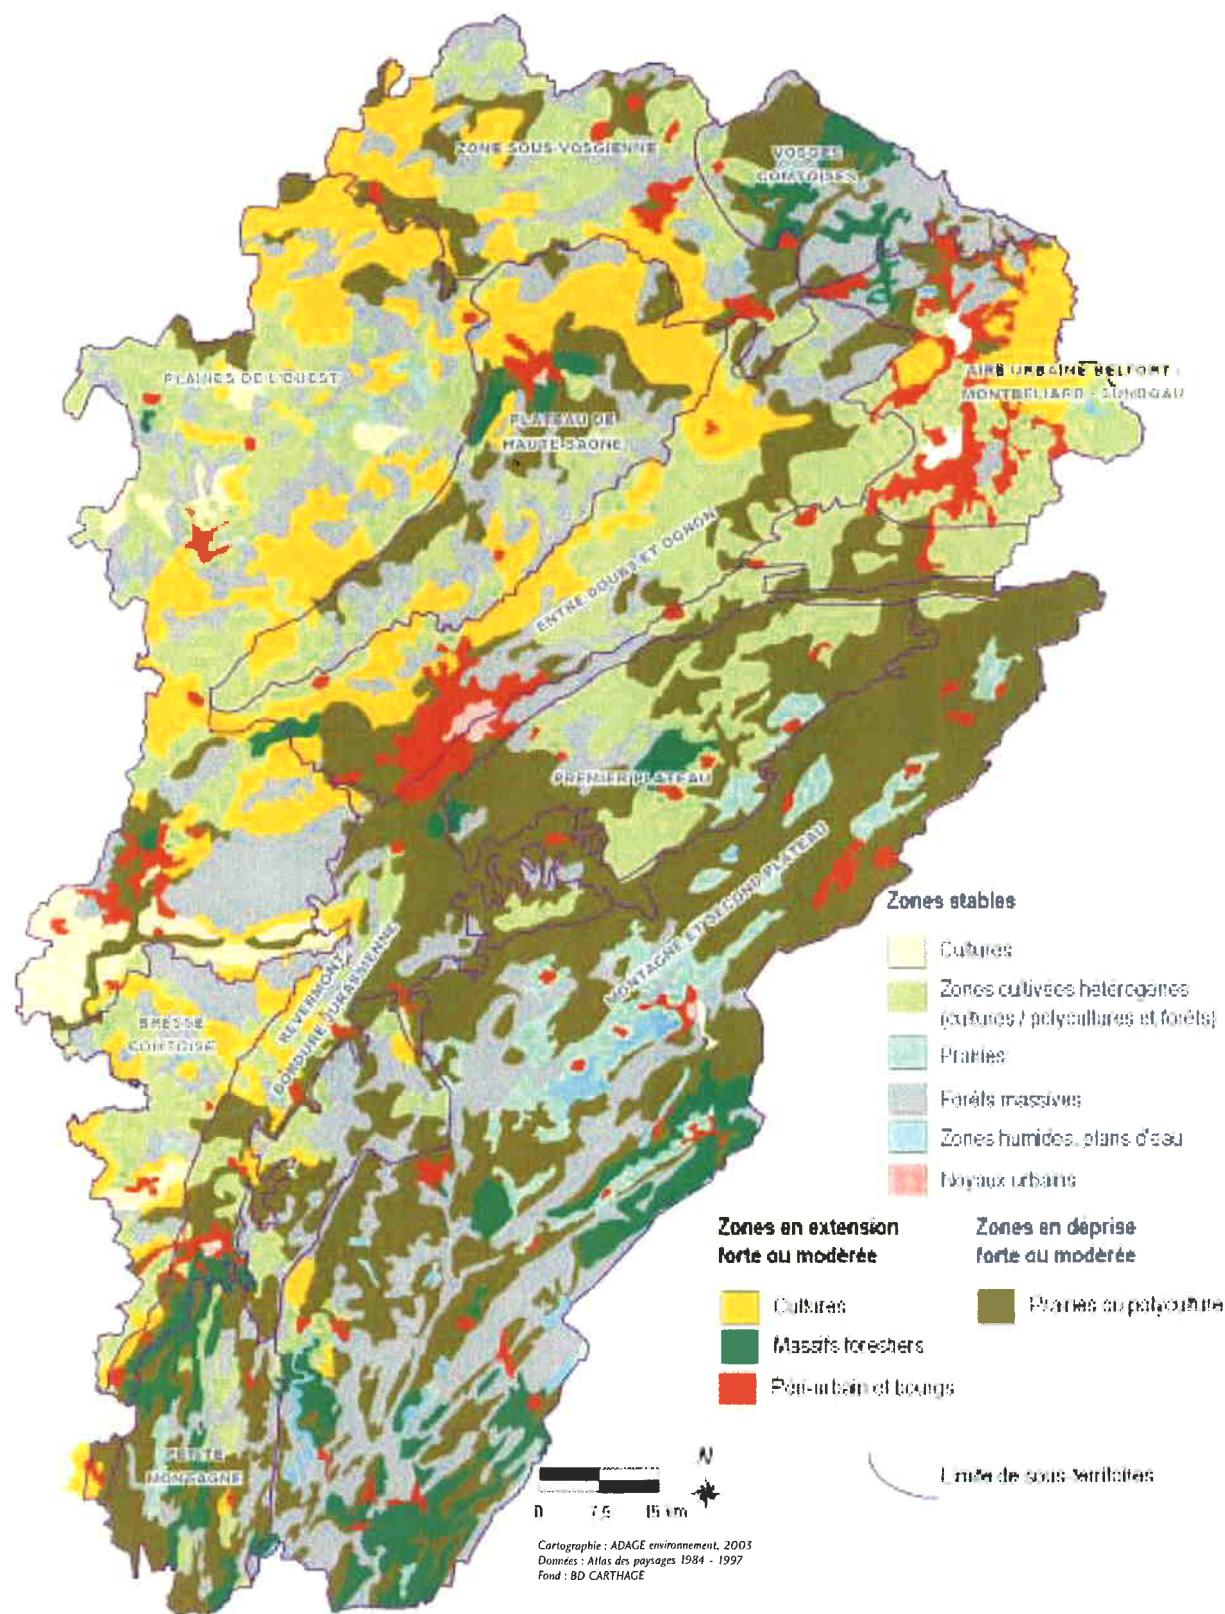 ZONE SOUS-VOSGIENNE
VOSGES
COMTOISES
PLAINES DE L'OUEST
AIRE URBAINE BELFORT -
MONTBELIARD - SUNDGAU
PLATEAU DE
HAUTE-SAONE
ENTRE DOUBS ET OGNON
PREMIER PLATEAU
MONTAGNE ET SECOND PLATEAU
REVERMONT,
BORDURE JURASSIENNE
BRESSE
COMTOISE
PETITE
MONTAGNE
Zones stables
Cultures
Zones cultivées hétérogènes
(cultures / polycultures et forêts)
Prairies
Forêts massives
Zones humides, plans d'eau
Noyaux urbains
Zones en extension
forte ou modérée
Cultures
Massifs forestiers
Péri-urbain et bourgs
Zones en déprise
forte ou modérée
Prairies ou polyculture
Limite de sous-territoires
N
0 7,5 15 km
Cartographie : ADAGE environnement, 2003
Données : Atlas des paysages 1984 - 1997
Fond : BD CARTHAGE